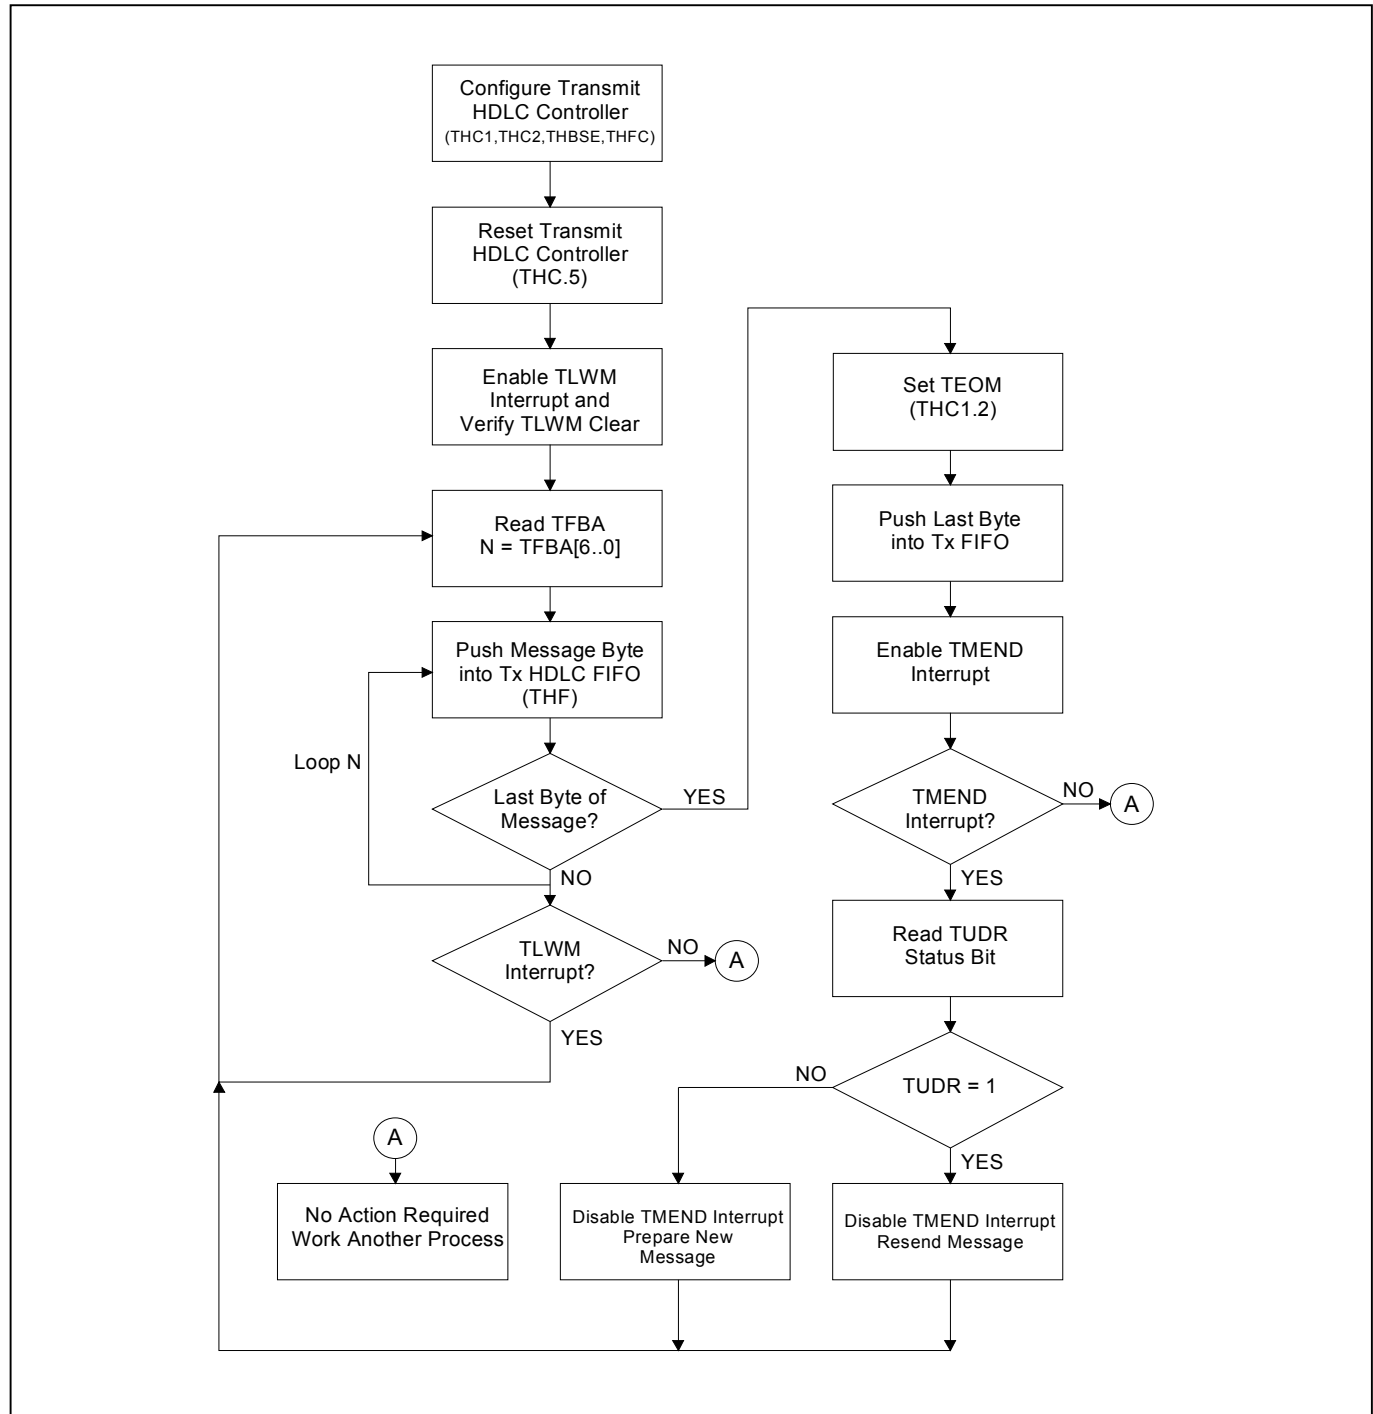 Configure Transmit
HDLC Controller
(THC1,THC2,THBSE,THFC)
Reset Transmit
HDLC Controller
(THC.5)
Enable TLWM
Interrupt and
Verify TLWM Clear
Read TFBA
N = TFBA[6..0]
Push Message Byte
into Tx HDLC FIFO
(THF)
Loop N
Last Byte of
Message?
YES
NO
TLWM
Interrupt?
NO
A
YES
A
No Action Required
Work Another Process
Set TEOM
(THC1.2)
Push Last Byte
into Tx FIFO
Enable TMEND
Interrupt
TMEND
Interrupt?
NO
A
YES
Read TUDR
Status Bit
TUDR = 1
NO
YES
Disable TMEND Interrupt
Prepare New
Message
Disable TMEND Interrupt
Resend Message